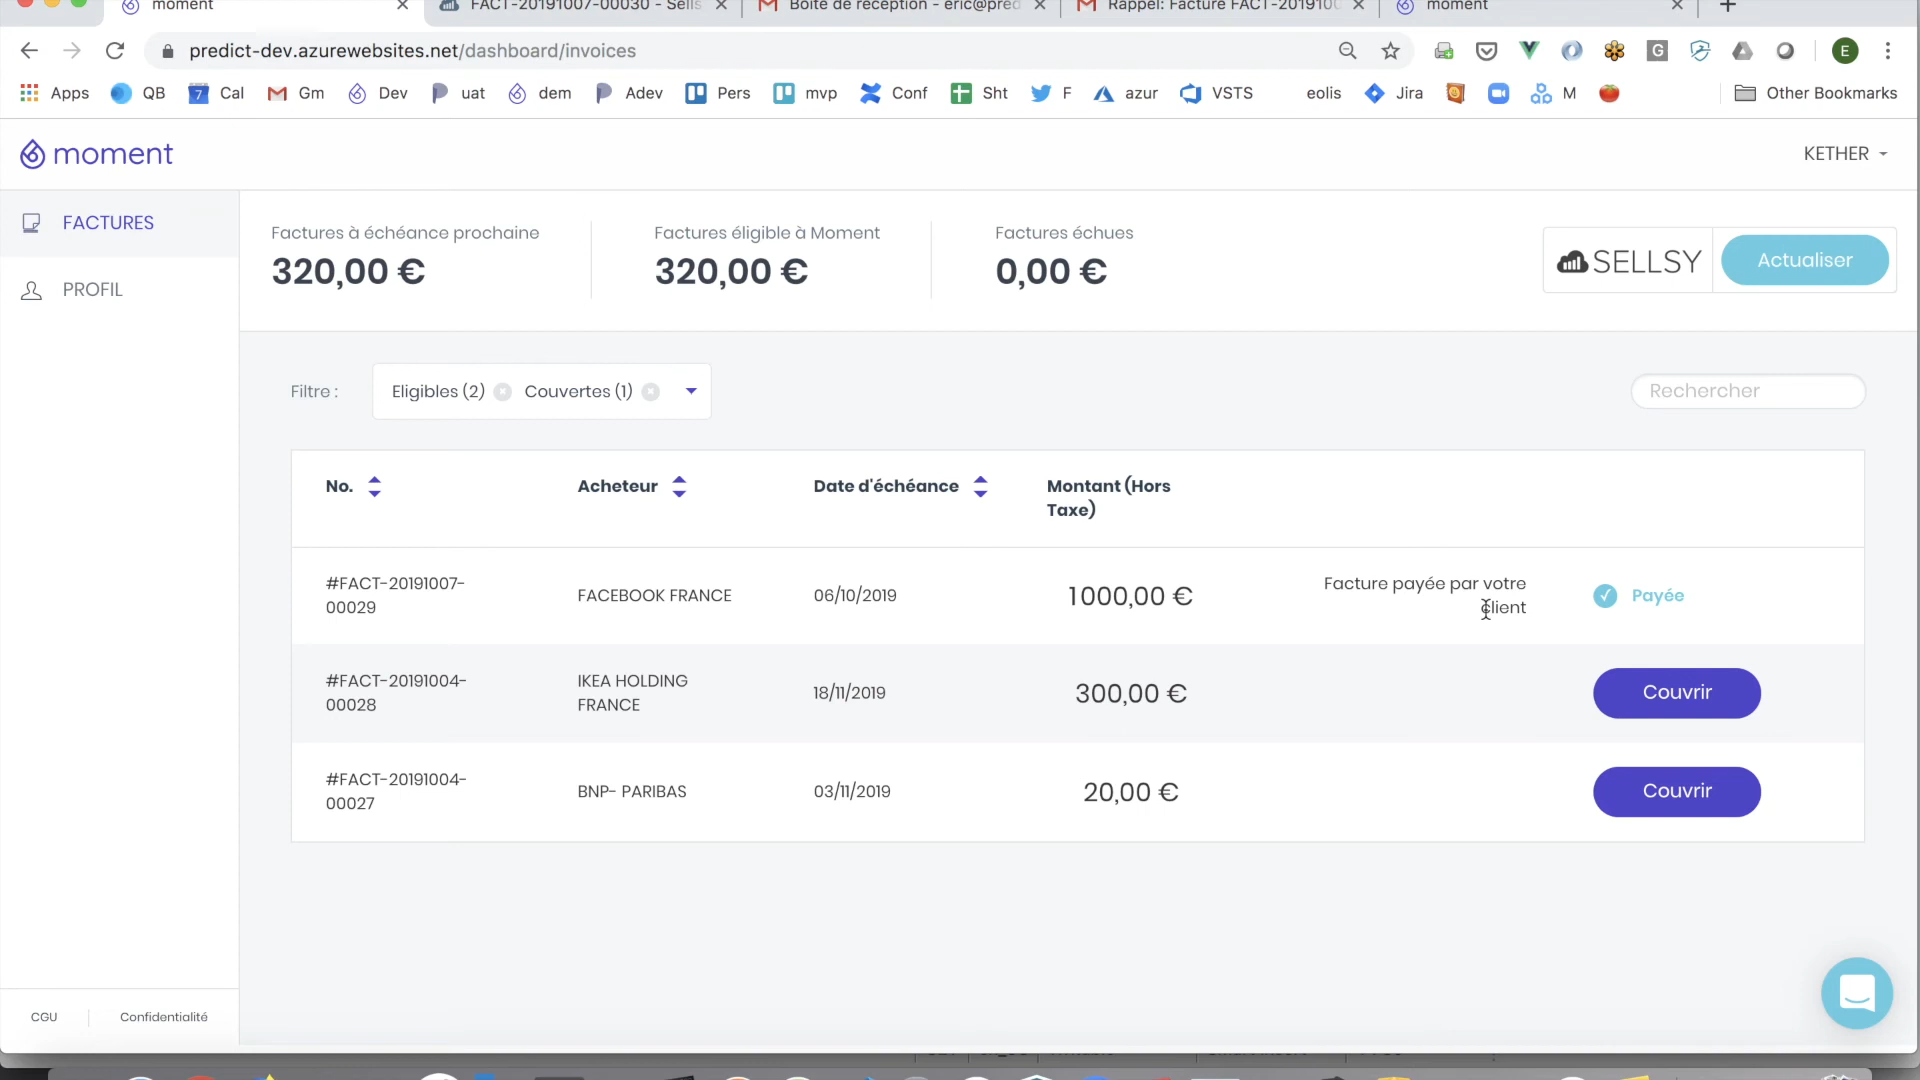 moment
FACT-20191007-00030 - Sells
Boîte de réception - eric@pred
Rappel: Facture FACT-201910
moment
predict-dev.azurewebsites.net/dashboard/invoices
G
E
Apps
QB
7
Cal
Gm
Dev
uat
dem
Adev
Pers
mvp
Conf
Sht
F
azur
VSTS
eolis
Jira
M
Other Bookmarks
moment
KETHER
FACTURES
PROFIL
Factures à échéance prochaine
320,00 €
Factures éligible à Moment
320,00 €
Factures échues
0,00 €
SELLSY
Actualiser
Filtre :
Eligibles (2)
Couvertes (1)
Rechercher
No.
Acheteur
Date d'échéance
Montant (Hors
Taxe)
#FACT-20191007-
00029
FACEBOOK FRANCE
06/10/2019
1000,00 €
Facture payée par votre
client
Payée
#FACT-20191004-
00028
IKEA HOLDING
FRANCE
18/11/2019
300,00 €
Couvrir
#FACT-20191004-
00027
BNP- PARIBAS
03/11/2019
20,00 €
Couvrir
CGU
Confidentialité